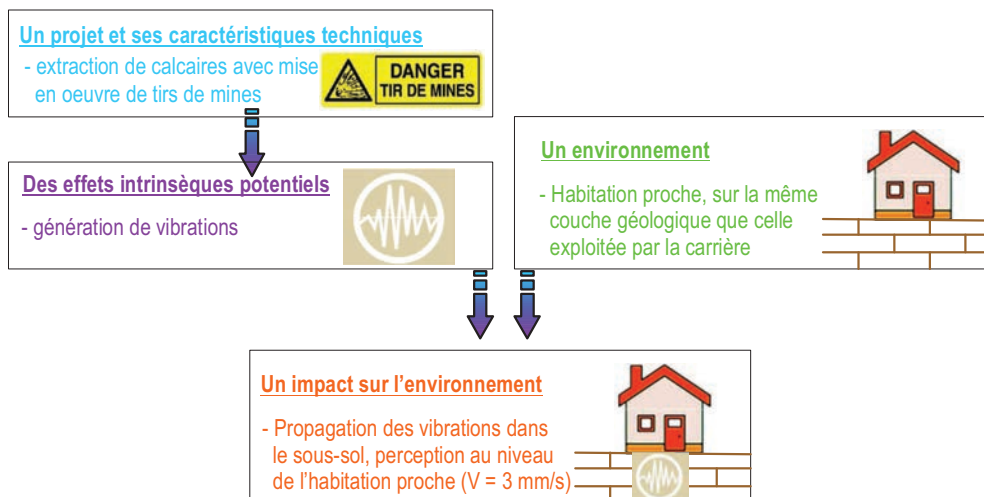 Un projet et ses caractéristiques techniques
- extraction de calcaires avec mise
en oeuvre de tirs de mines
DANGER
TIR DE MINES
Des effets intrinsèques potentiels
- génération de vibrations
Un environnement
- Habitation proche, sur la même
couche géologique que celle
exploitée par la carrière
Un impact sur l'environnement
- Propagation des vibrations dans
le sous-sol, perception au niveau
de l'habitation proche (V = 3 mm/s)